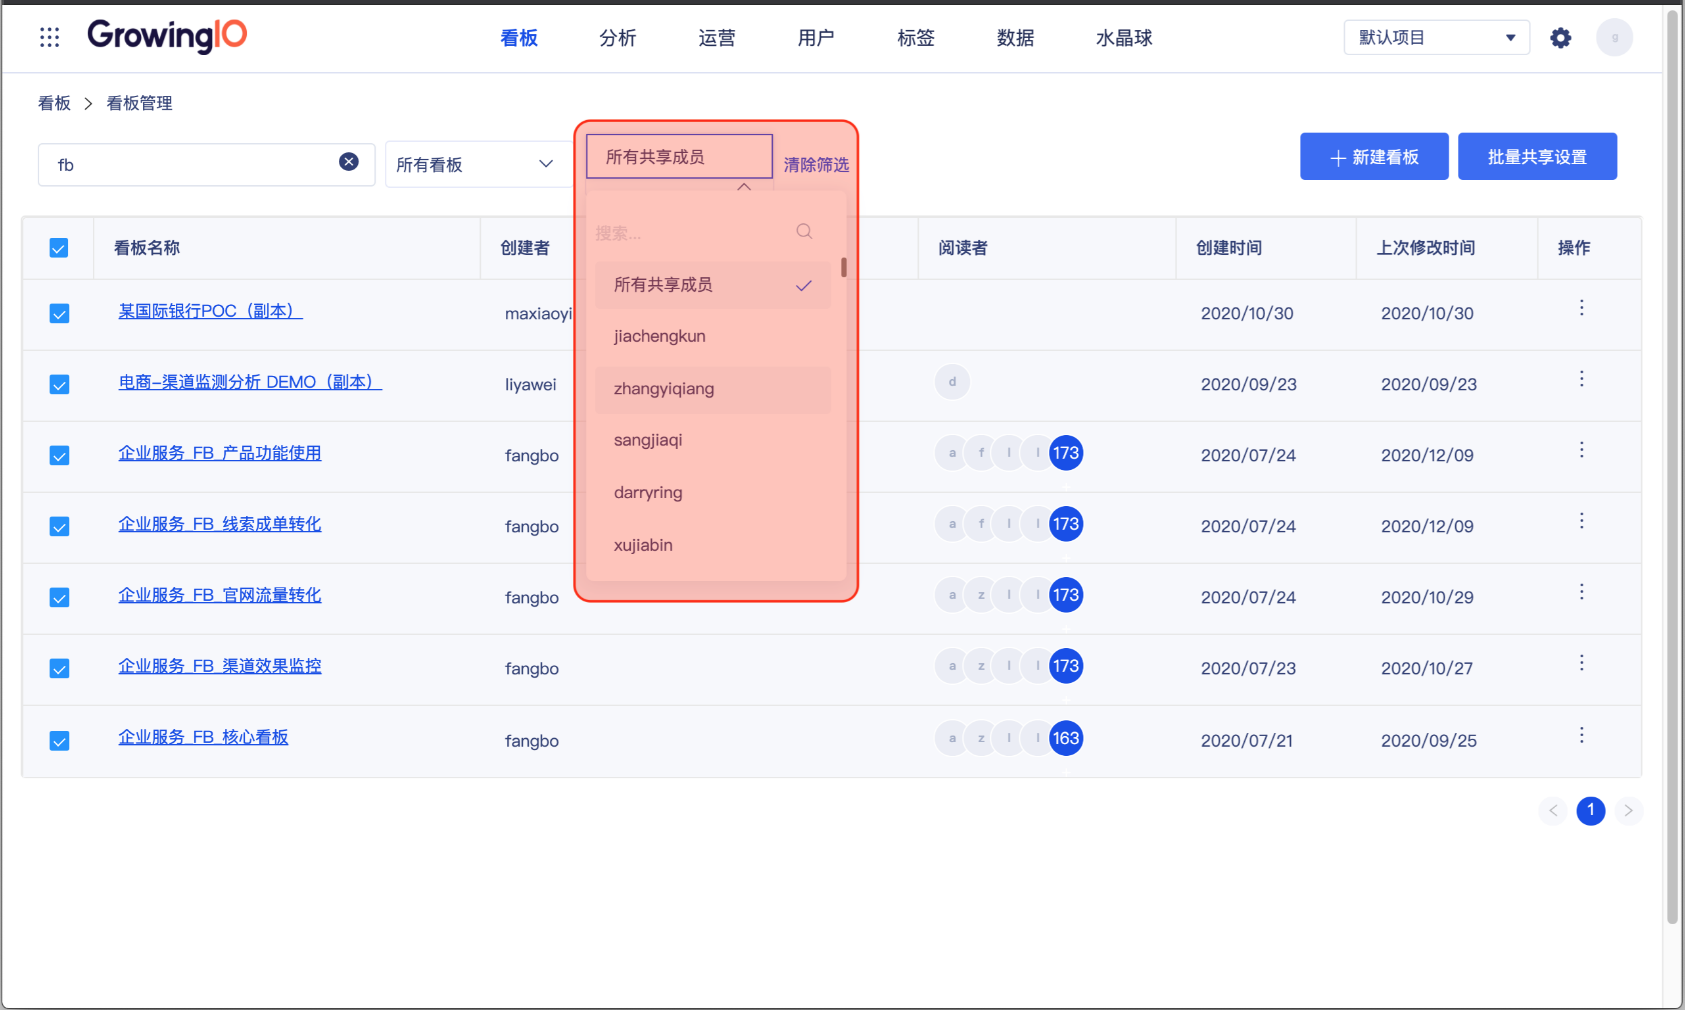 GrowingIO 看板 分析 运营 用户 标签 数据 水晶球 默认项目 g
看板 > 看板管理
fb 所有看板 所有共享成员 清除筛选 + 新建看板 批量共享设置
搜索...
所有共享成员
jiachengkun
zhangyiqiang
sangjiaqi
darryring
xujiabin
看板名称 创建者 阅读者 创建时间 上次修改时间 操作
某国际银行POC（副本） maxiaoyi 2020/10/30 2020/10/30
电商-渠道监测分析 DEMO（副本） liyawei d 2020/09/23 2020/09/23
企业服务_FB_产品功能使用 fangbo a f l l 173 2020/07/24 2020/12/09
企业服务_FB_线索成单转化 fangbo a f l l 173 2020/07/24 2020/12/09
企业服务_FB_官网流量转化 fangbo a z l l 173 2020/07/24 2020/10/29
企业服务_FB_渠道效果监控 fangbo a z l l 173 2020/07/23 2020/10/27
企业服务_FB_核心看板 fangbo a z l l 163 2020/07/21 2020/09/25
< 1 >